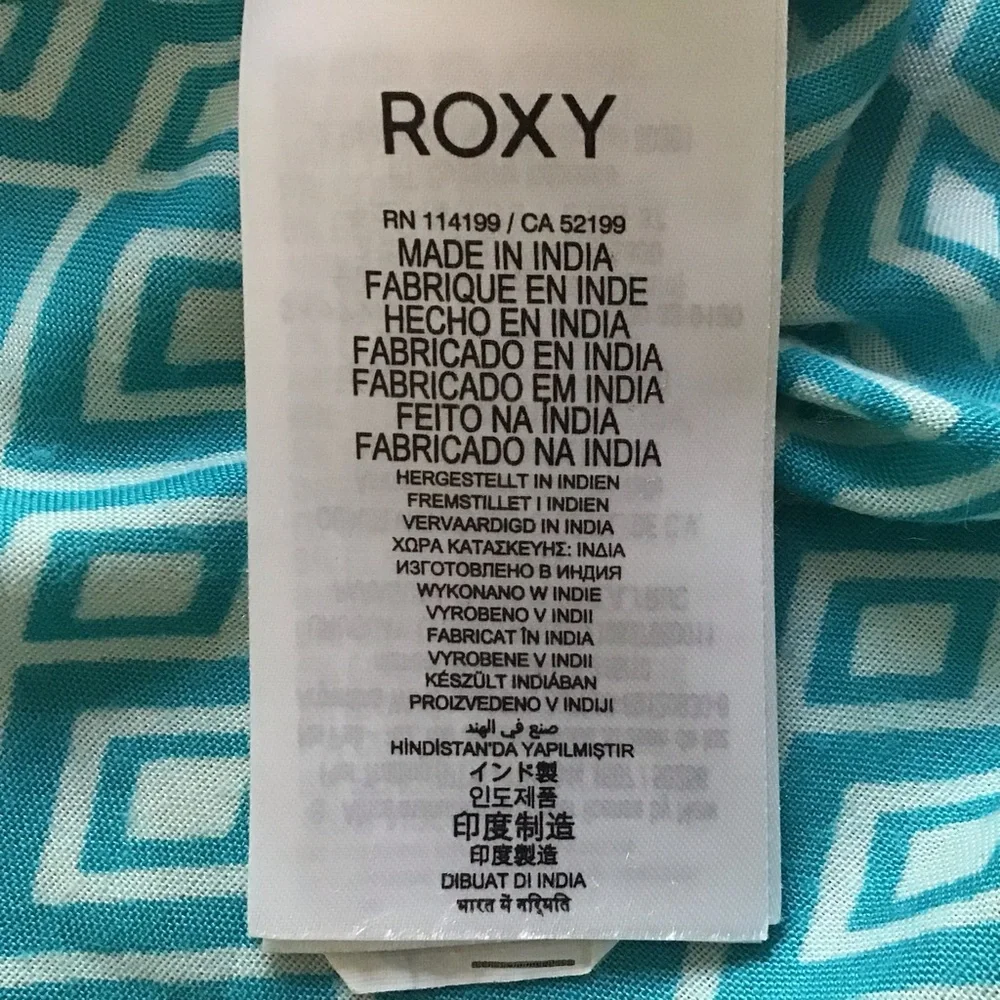 ROXY
RN 114199 / CA 52199
MADE IN INDIA
FABRIQUE EN INDE
HECHO EN INDIA
FABRICADO EN INDIA
FABRICADO EM INDIA
FEITO NA ÍNDIA
FABRICADO NA INDIA
HERGESTELLT IN INDIEN
FREMSTILLET I INDIEN
VERVAARDIGD IN INDIA
ΧΩΡΑ ΚΑΤΑΣΚΕΥΗΣ: ΙΝΔΙΑ
ИЗГОТОВЛЕНО В ИНДИЯ
WYKONANO W INDIE
VYROBENO V INDII
FABRICAT ÎN INDIA
VYROBENE V INDII
KÉSZÜLT INDIÁBAN
PROIZVEDENO V INDIJI
صنع في الهند
HİNDİSTAN'DA YAPILMIŞTIR
インド製
인도제품
印度制造
印度製造
DIBUAT DI INDIA
भारत में